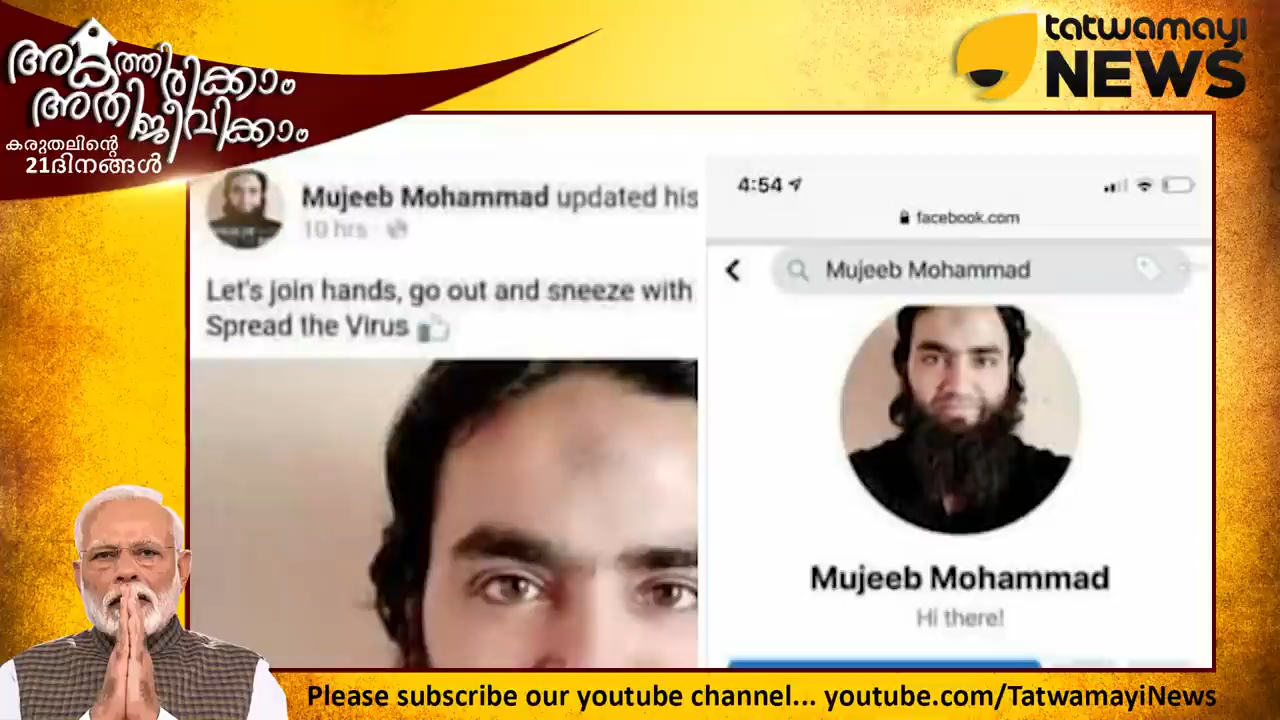 അകത്തിരിക്കാം
അതിജീവിക്കാം
കരുതലിന്റെ
21ദിനങ്ങൾ
tatwamayi
NEWS
Mujeeb Mohammad updated his
10 hrs
Let's join hands, go out and sneeze with
Spread the Virus
4:54
facebook.com
Mujeeb Mohammad
Mujeeb Mohammad
Hi there!
Please subscribe our youtube channel... youtube.com/TatwamayiNews